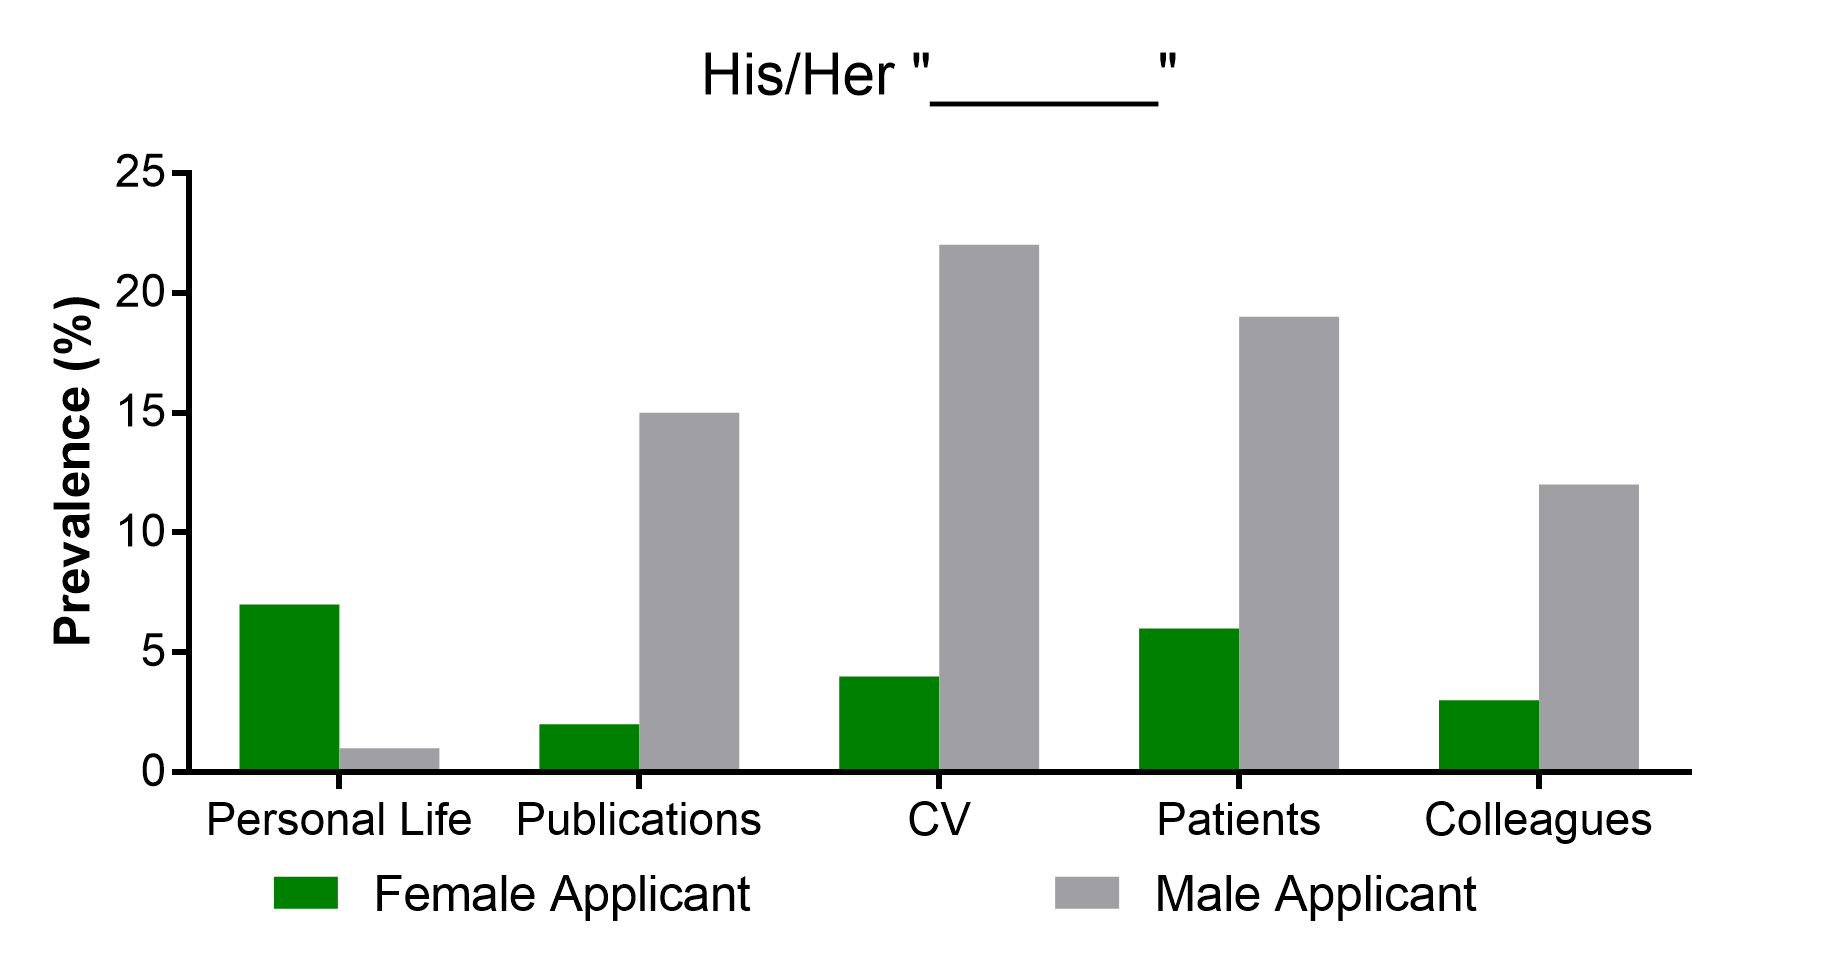 His/Her "_______"
Prevalence (%)
25
20
15
10
5
0
Personal Life Publications CV Patients Colleagues
Female Applicant Male Applicant